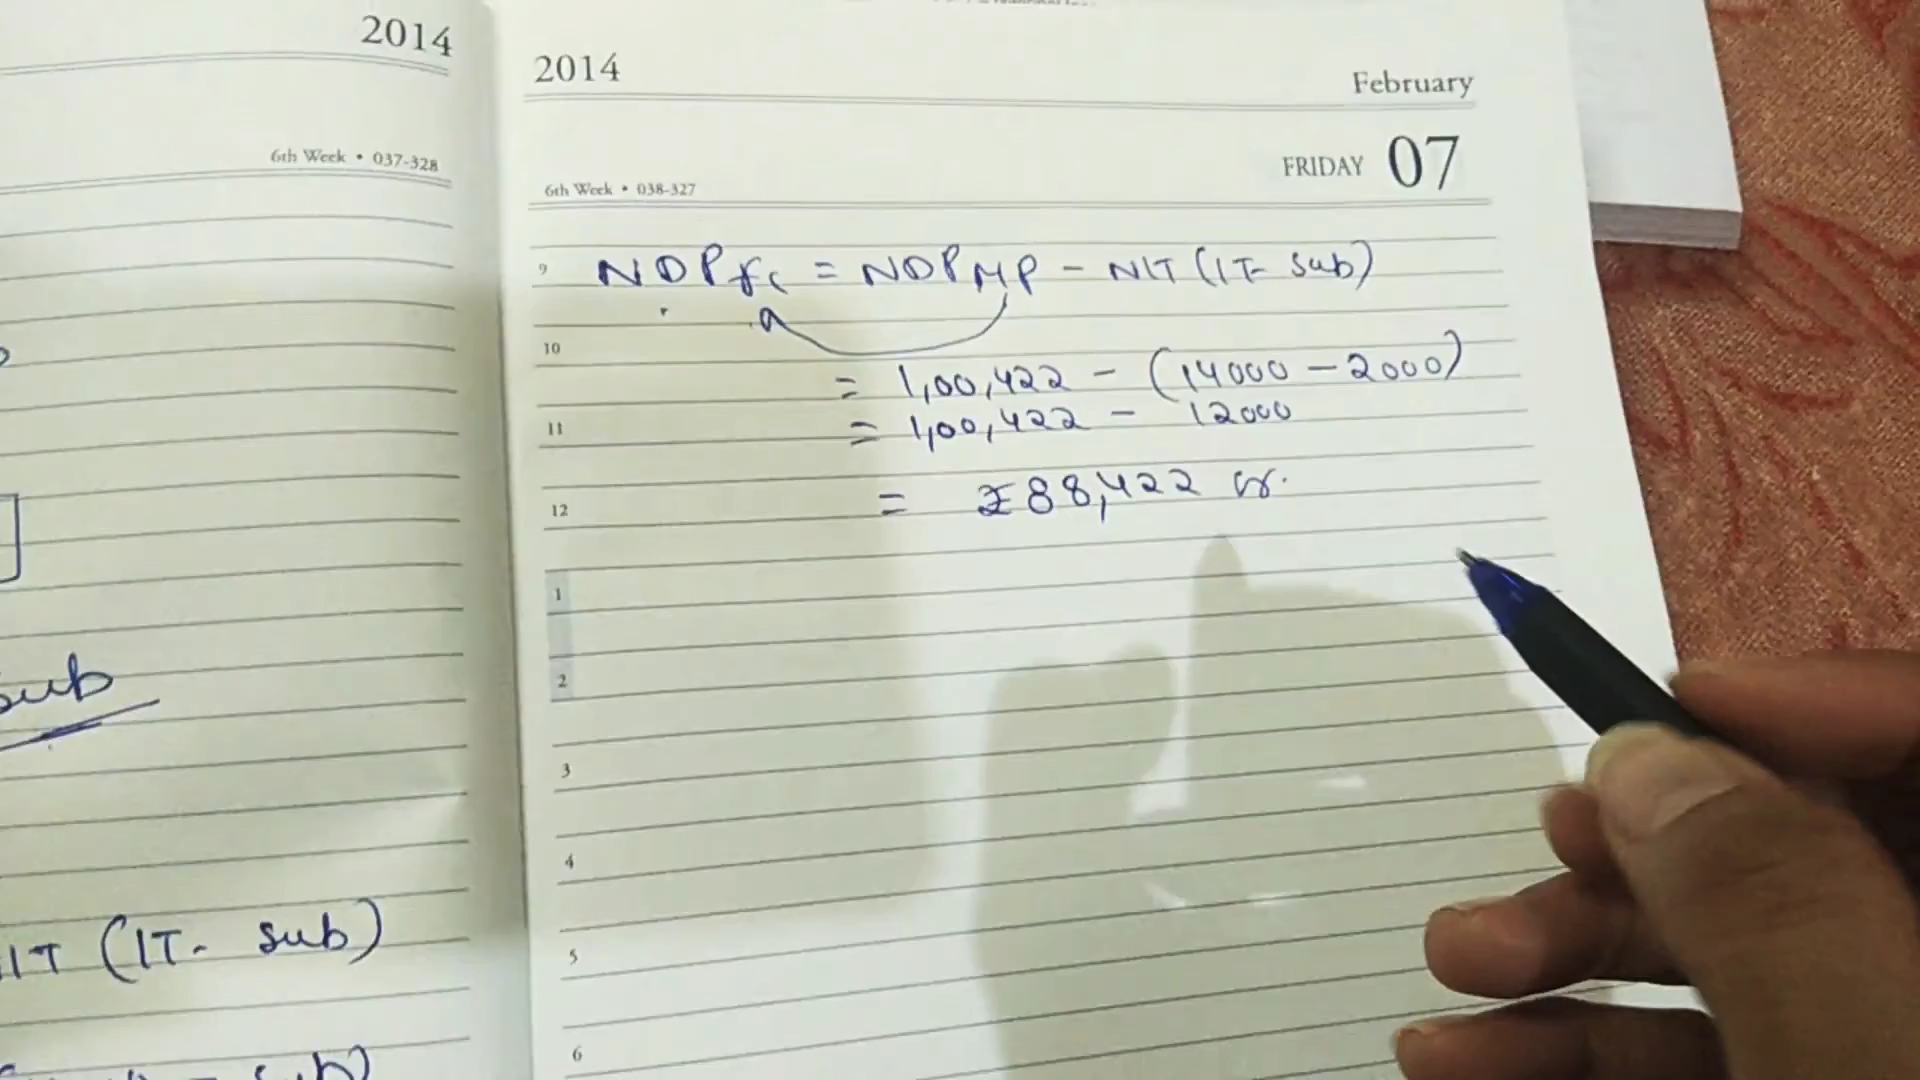 2014
6th Week • 037-328
sub
(IT- sub)
2014
February
FRIDAY 07
6th Week • 038-327
9 NDPfc = NDPMP - NIT (IT- sub)
10
= 1,00,422 - (14000 - 2000)
11 = 1,00,422 - 12000
12 = ₹88,422 cr.
1
2
3
4
5
6